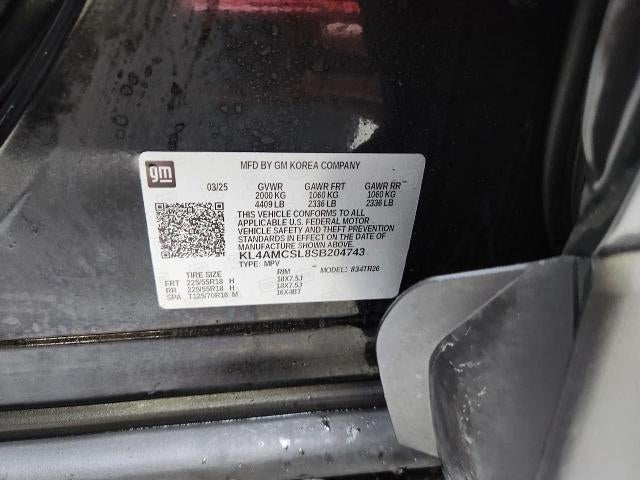 gm
MFD BY GM KOREA COMPANY
03/25 GVWR GAWR FRT GAWR RR
2000 KG 1060 KG 1060 KG
4409 LB 2336 LB 2336 LB
THIS VEHICLE CONFORMS TO ALL
APPLICABLE U.S. FEDERAL MOTOR
VEHICLE SAFETY, BUMPER, AND THEFT PREVENTION
STANDARDS IN EFFECT ON THE DATE OF
MANUFACTURE SHOWN ABOVE.
KL4AMCSL8SB204743
TYPE: MPV MODEL: 834TR26
TIRE SIZE RIM
FRT 225/55R18 H 18X7.5J
RR 225/55R18 H 18X7.5J
SPA T125/70R16 M 16X4BT